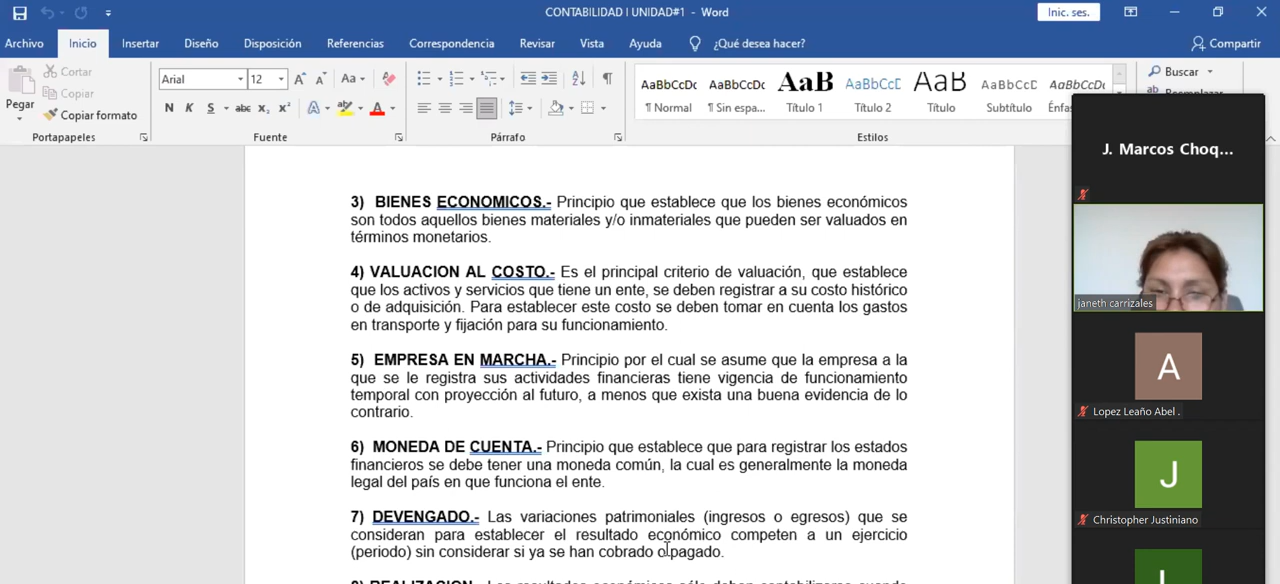 CONTABILIDAD I UNIDAD#1 - Word
Inic. ses.
Archivo Inicio Insertar Diseño Disposición Referencias Correspondencia Revisar Vista Ayuda ¿Qué desea hacer? Compartir
Pegar
Cortar
Copiar
Copiar formato
Portapapeles
Arial 12
Aa
N K S abc x₂ x²
Fuente
Párrafo
AaBbCcDc AaBbCcDc AaB AaBbCcD AaB AaBbCcD AaBbCcDc
¶ Normal ¶ Sin espa... Título 1 Título 2 Título Subtítulo Énfas
Estilos
Buscar
Reemplazar
J. Marcos Choq...
janeth carrizales
A
Lopez Leaño Abel .
J
Christopher Justiniano
3) BIENES ECONOMICOS.- Principio que establece que los bienes económicos
son todos aquellos bienes materiales y/o inmateriales que pueden ser valuados en
términos monetarios.
4) VALUACION AL COSTO.- Es el principal criterio de valuación, que establece
que los activos y servicios que tiene un ente, se deben registrar a su costo histórico
o de adquisición. Para establecer este costo se deben tomar en cuenta los gastos
en transporte y fijación para su funcionamiento.
5) EMPRESA EN MARCHA.- Principio por el cual se asume que la empresa a la
que se le registra sus actividades financieras tiene vigencia de funcionamiento
temporal con proyección al futuro, a menos que exista una buena evidencia de lo
contrario.
6) MONEDA DE CUENTA.- Principio que establece que para registrar los estados
financieros se debe tener una moneda común, la cual es generalmente la moneda
legal del país en que funciona el ente.
7) DEVENGADO.- Las variaciones patrimoniales (ingresos o egresos) que se
consideran para establecer el resultado económico competen a un ejercicio
(periodo) sin considerar si ya se han cobrado o pagado.